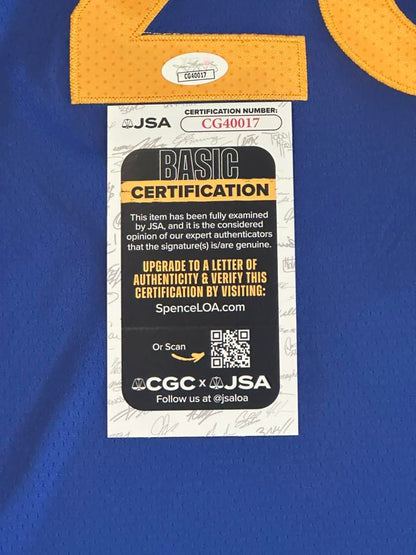 CG40017
JSA
CERTIFICATION NUMBER:
CG40017
BASIC
CERTIFICATION
This item has been fully examined
by JSA, and it is the considered
opinion of our expert authenticators
that the signature(s) is/are genuine.
UPGRADE TO A LETTER OF
AUTHENTICITY & VERIFY THIS
CERTIFICATION BY VISITING:
SpenceLOA.com
Or Scan
CGC x JSA
Follow us at @jsaloa